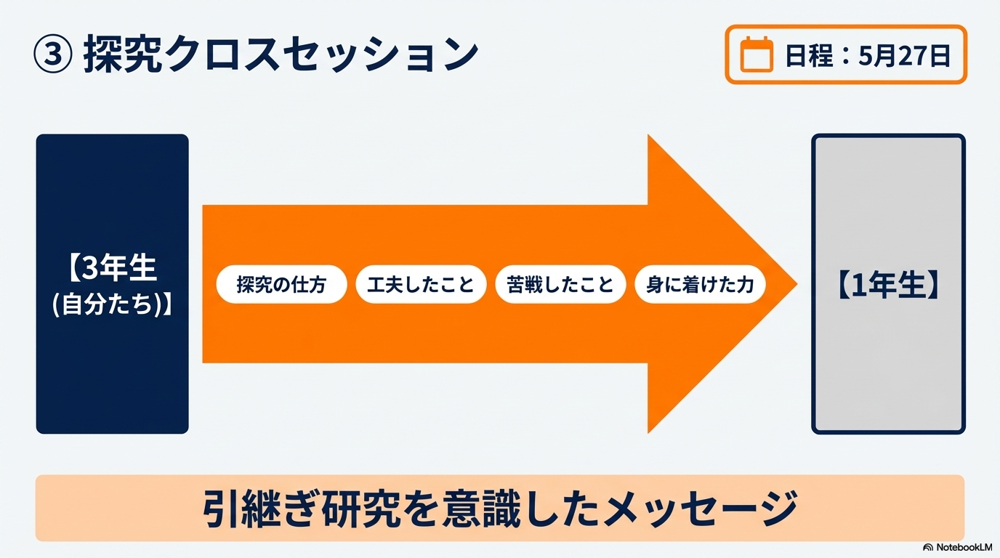 ③ 探究クロスセッション
日程：5月27日
【3年生
(自分たち)】
探究の仕方
工夫したこと
苦戦したこと
身に着けた力
【1年生】
引継ぎ研究を意識したメッセージ
NotebookLM